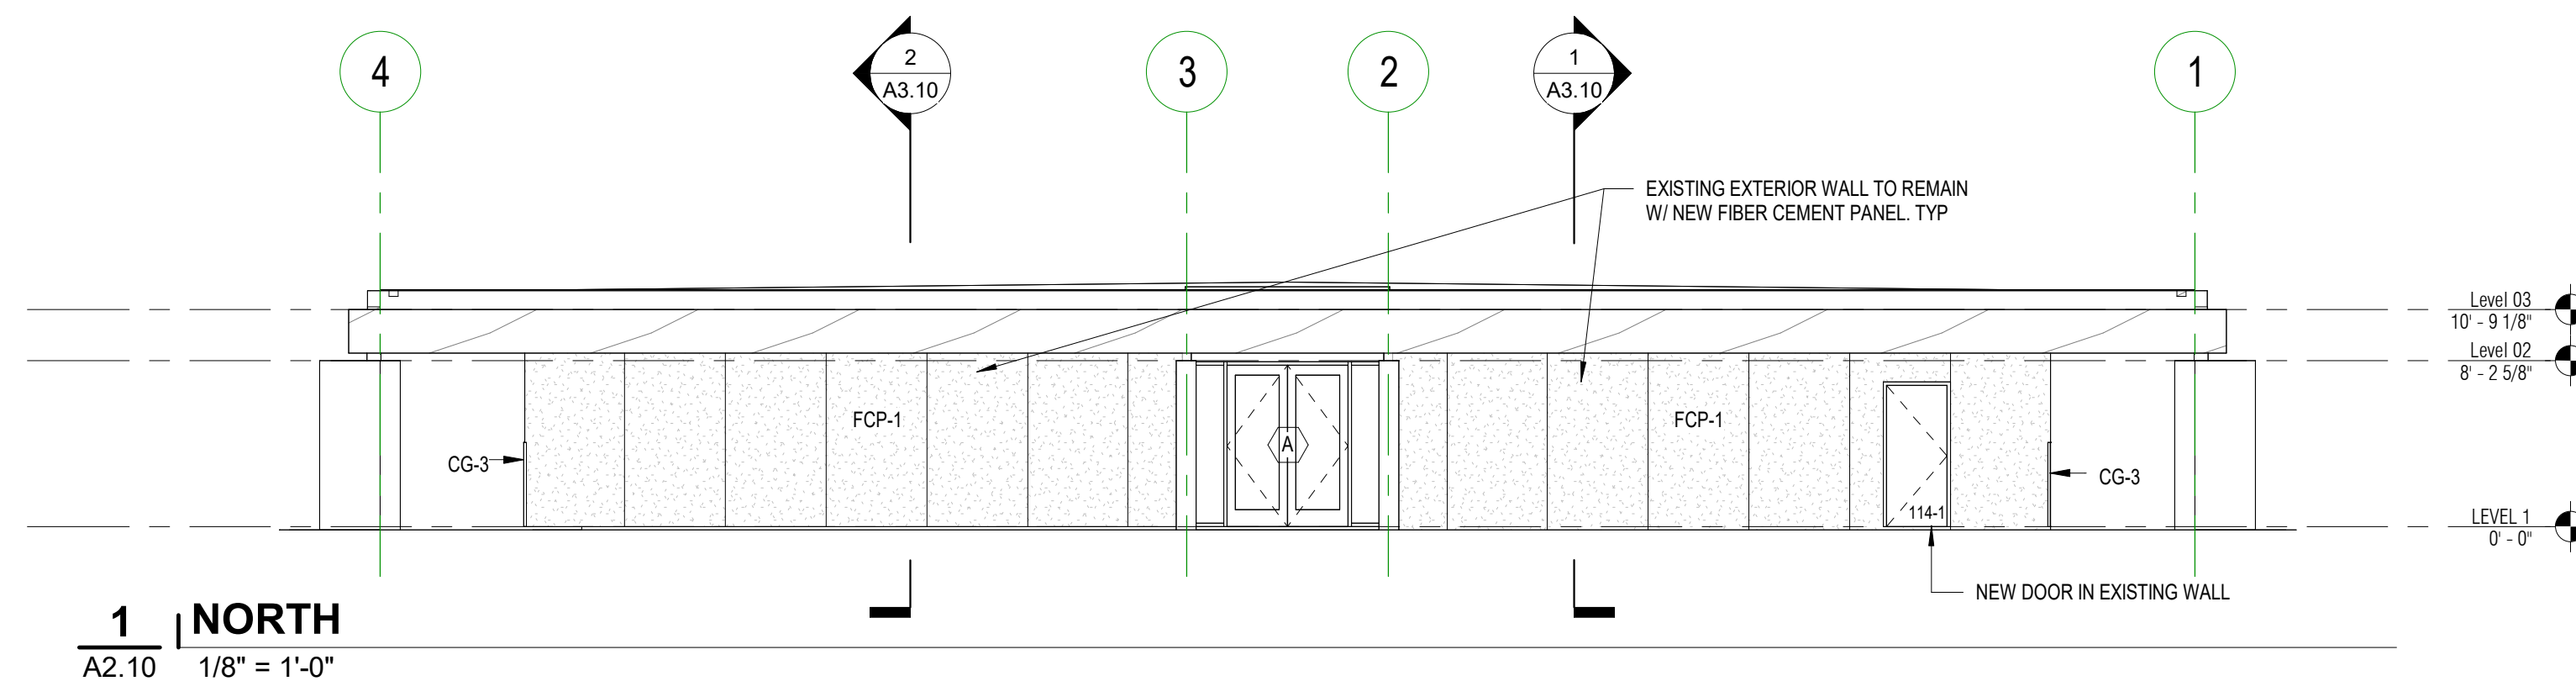 4
2
A3.10
3
2
1
A3.10
1
EXISTING EXTERIOR WALL TO REMAIN
W/ NEW FIBER CEMENT PANEL. TYP
Level 03
10' - 9 1/8"
Level 02
8' - 2 5/8"
FCP-1
FCP-1
A
CG-3
CG-3
114-1
LEVEL 1
0' - 0"
NEW DOOR IN EXISTING WALL
1
NORTH
A2.10
1/8" = 1'-0"